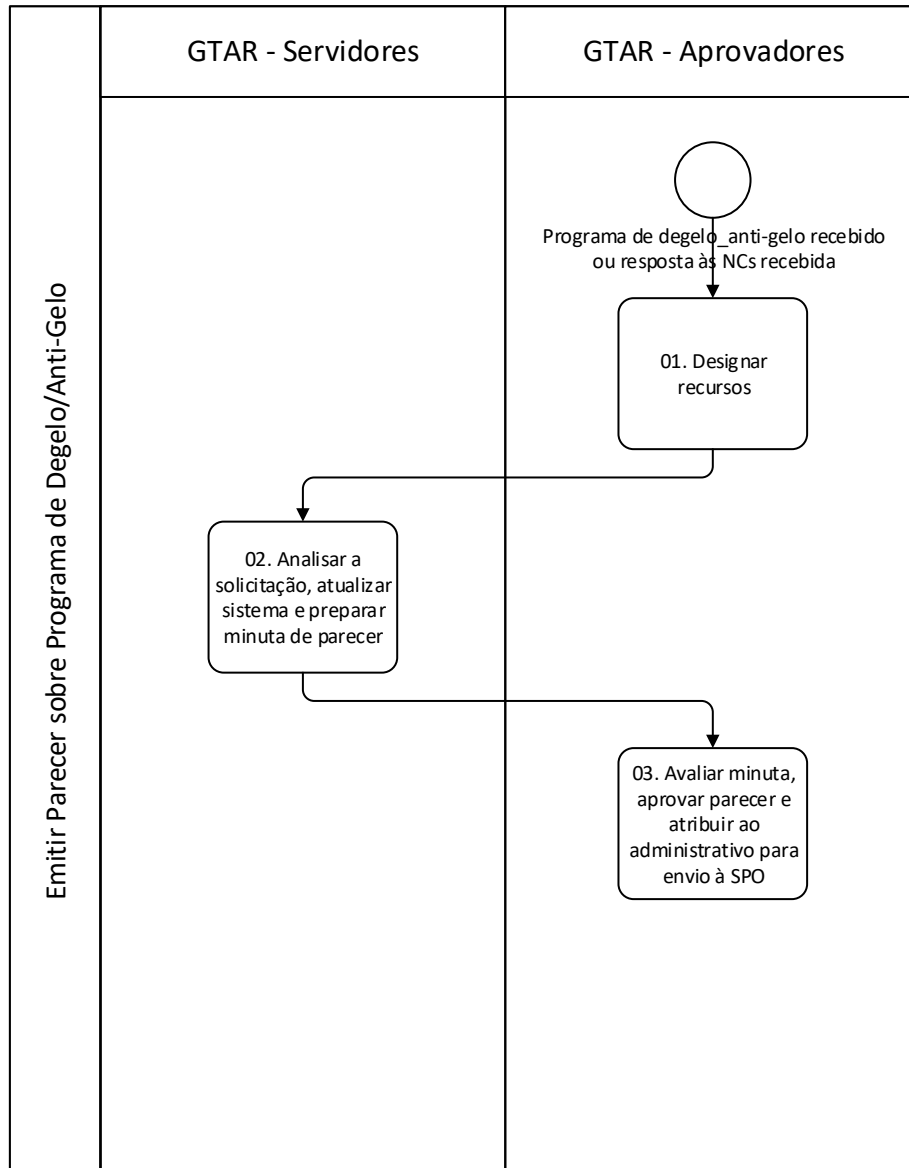 Emitir Parecer sobre Programa de Degelo/Anti-Gelo
GTAR - Servidores
GTAR - Aprovadores
Programa de degelo_anti-gelo recebido
ou resposta às NCs recebida
01. Designar
recursos
02. Analisar a
solicitação, atualizar
sistema e preparar
minuta de parecer
03. Avaliar minuta,
aprovar parecer e
atribuir ao
administrativo para
envio à SPO